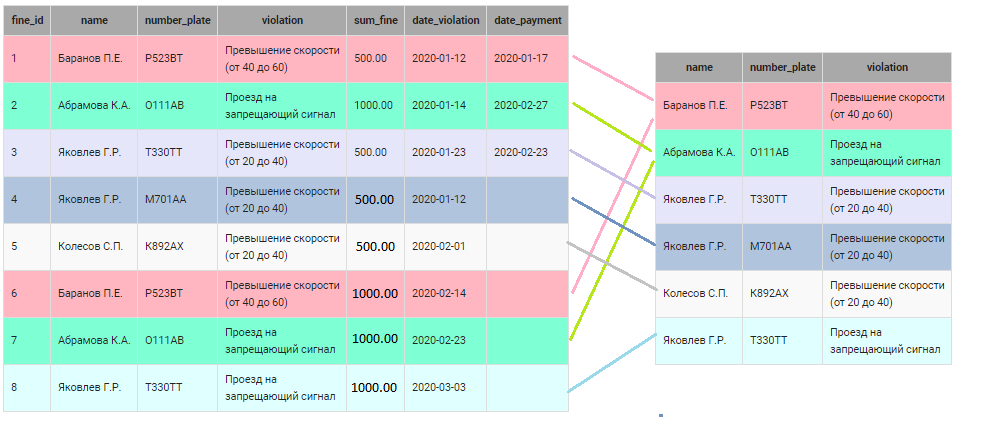 fine_id name number_plate violation sum_fine date_violation date_payment
1 Баранов П.Е. Р523ВТ Превышение скорости (от 40 до 60) 500.00 2020-01-12 2020-01-17
2 Абрамова К.А. О111АВ Проезд на запрещающий сигнал 1000.00 2020-01-14 2020-02-27
3 Яковлев Г.Р. Т330ТТ Превышение скорости (от 20 до 40) 500.00 2020-01-23 2020-02-23
4 Яковлев Г.Р. М701АА Превышение скорости (от 20 до 40) 500.00 2020-01-12
5 Колесов С.П. К892АХ Превышение скорости (от 20 до 40) 500.00 2020-02-01
6 Баранов П.Е. Р523ВТ Превышение скорости (от 40 до 60) 1000.00 2020-02-14
7 Абрамова К.А. О111АВ Проезд на запрещающий сигнал 1000.00 2020-02-23
8 Яковлев Г.Р. Т330ТТ Проезд на запрещающий сигнал 1000.00 2020-03-03
name number_plate violation
Баранов П.Е. Р523ВТ Превышение скорости (от 40 до 60)
Абрамова К.А. О111АВ Проезд на запрещающий сигнал
Яковлев Г.Р. Т330ТТ Превышение скорости (от 20 до 40)
Яковлев Г.Р. М701АА Превышение скорости (от 20 до 40)
Колесов С.П. К892АХ Превышение скорости (от 20 до 40)
Яковлев Г.Р. Т330ТТ Проезд на запрещающий сигнал